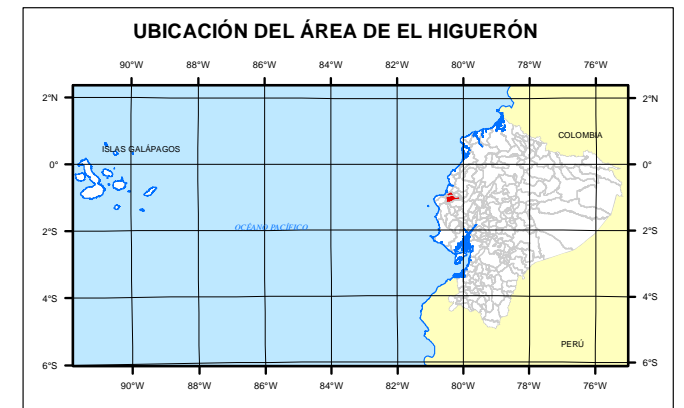 UBICACIÓN DEL ÁREA DE EL HIGUERÓN
90°W 88°W 86°W 84°W 82°W 80°W 78°W 76°W
2°N 2°N
COLOMBIA
ISLAS GALÁPAGOS
0° 0°
2°S OCÉANO PACÍFICO 2°S
4°S 4°S
PERÚ
6°S 6°S
90°W 88°W 86°W 84°W 82°W 80°W 78°W 76°W